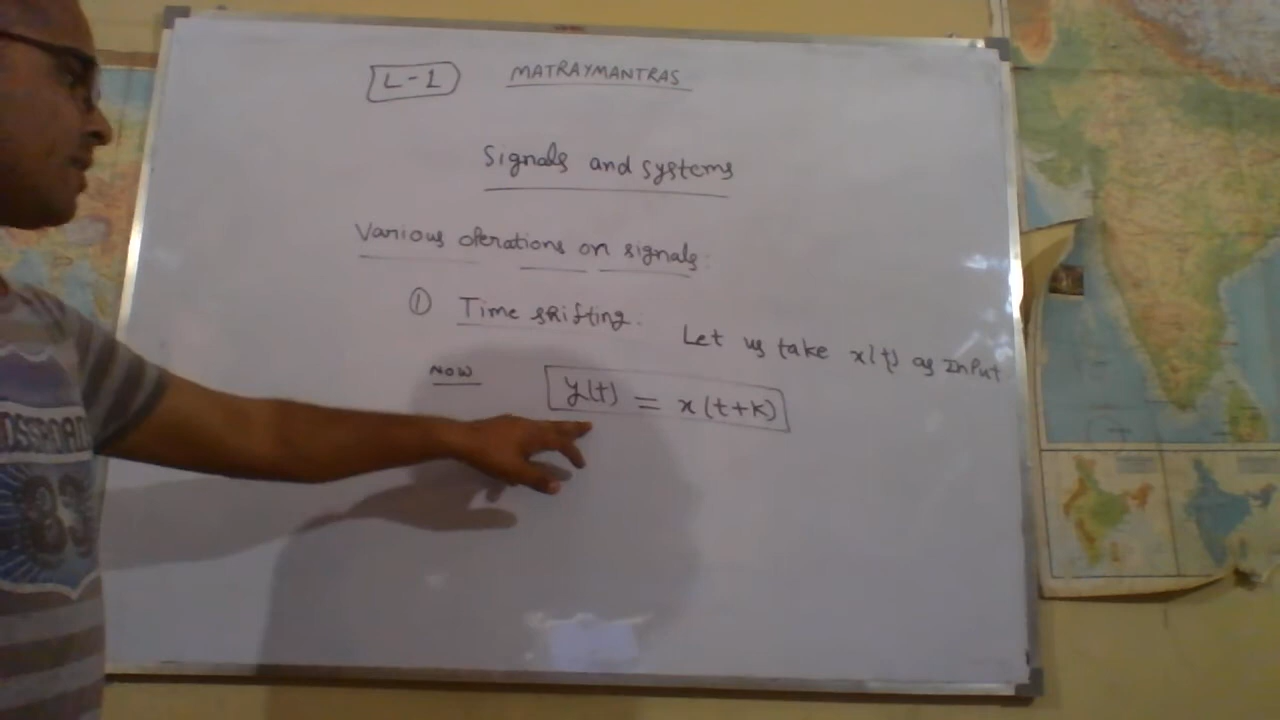 L-1 MATRAYMANTRAS
Signals and systems
Various operations on signals:
① Time shifting. Let us take x(t) as Input
NOW y(t) = x(t+k)